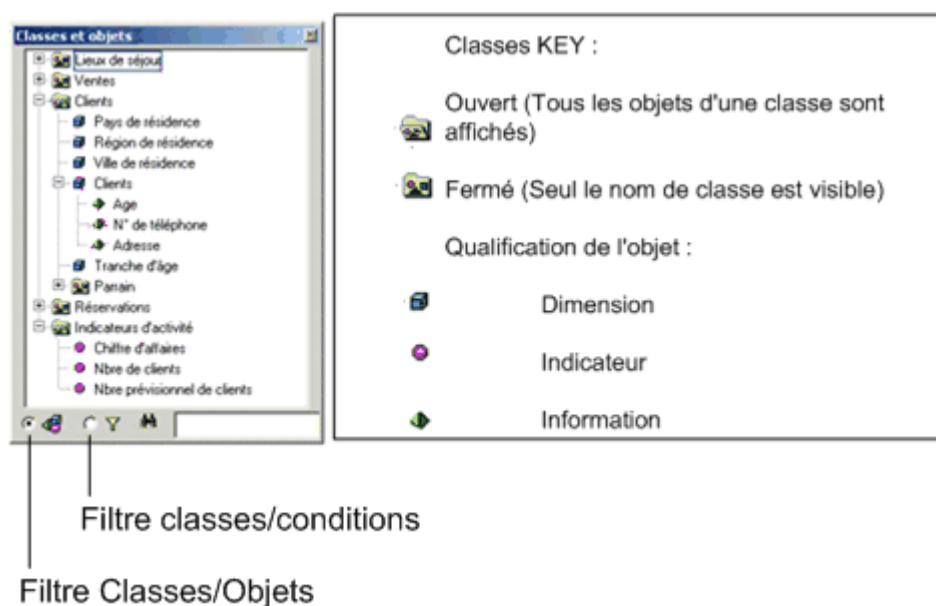 Classes et objets
Lieux de séjour
Ventes
Clients
Pays de résidence
Région de résidence
Ville de résidence
Clients
Age
N° de téléphone
Adresse
Tranche d'âge
Parrain
Réservations
Indicateurs d'activité
Chiffre d'affaires
Nbre de clients
Nbre prévisionnel de clients
Classes KEY :
Ouvert (Tous les objets d'une classe sont
affichés)
Fermé (Seul le nom de classe est visible)
Qualification de l'objet :
Dimension
Indicateur
Information
Filtre classes/conditions
Filtre Classes/Objets